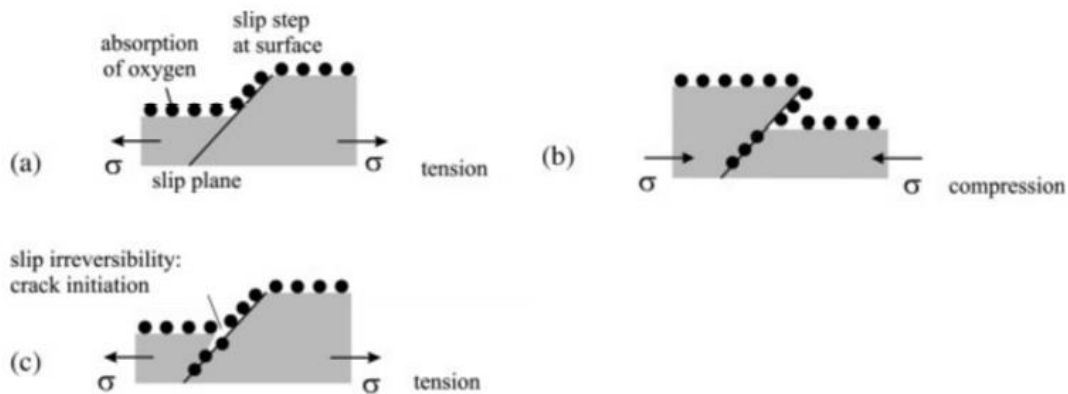 absorption
of oxygen
slip step
at surface
(a)
σ
slip plane
σ
tension
(b)
σ
σ
compression
slip irreversibility:
crack initiation
(c)
σ
σ
tension